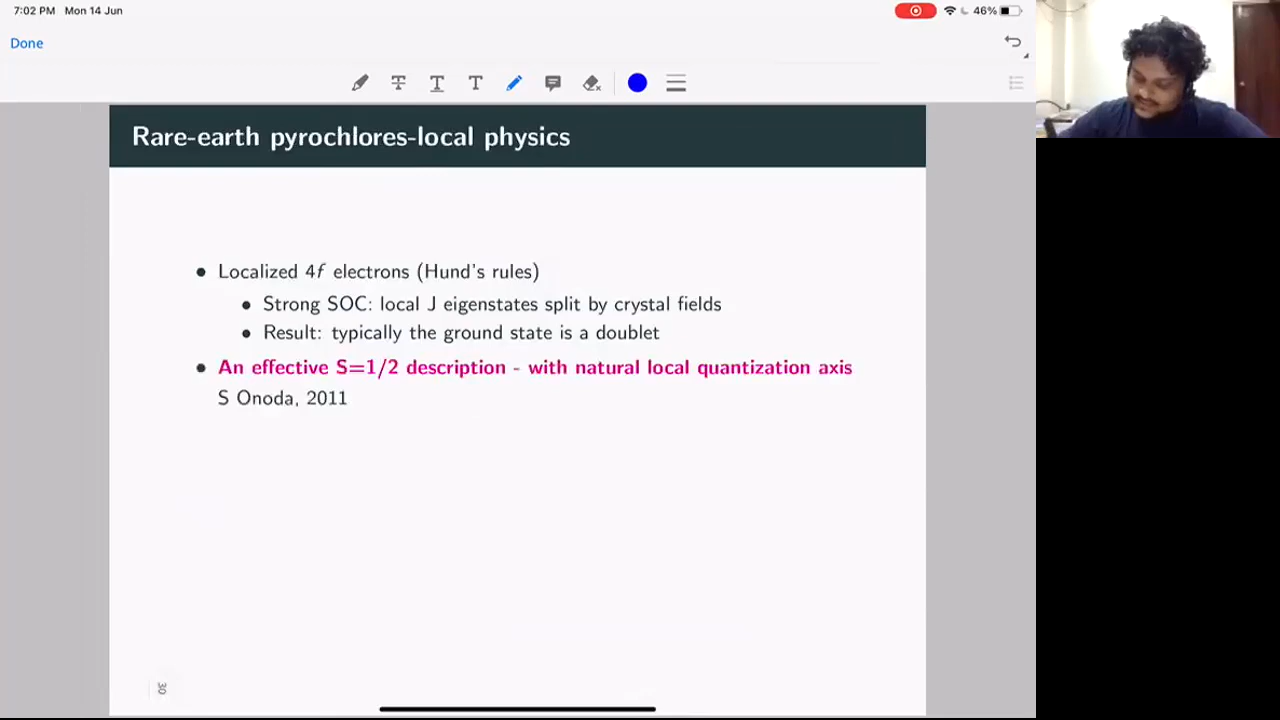 7:02 PM Mon 14 Jun
46%
Done
T T T
Rare-earth pyrochlores-local physics
• Localized 4f electrons (Hund's rules)
• Strong SOC: local J eigenstates split by crystal fields
• Result: typically the ground state is a doublet
• An effective S=1/2 description - with natural local quantization axis
S Onoda, 2011
30